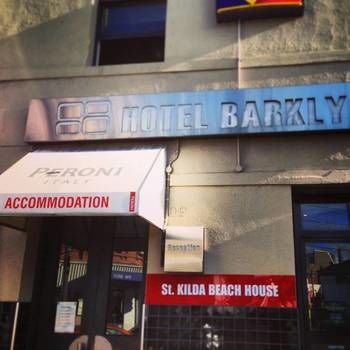 HOTEL BARKLY
PERONI
ITALY
ACCOMMODATION
Reception
St. KILDA BEACH HOUSE